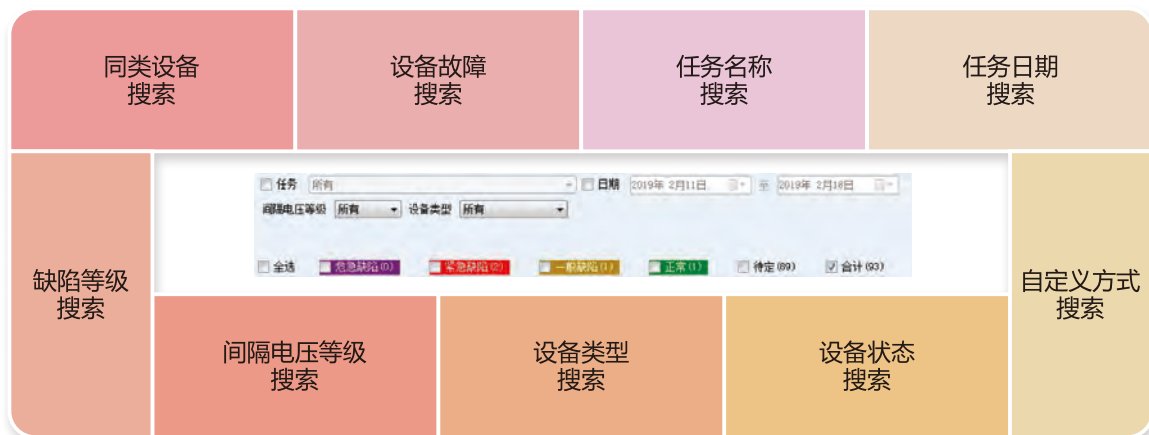 同类设备
搜索
设备故障
搜索
任务名称
搜索
任务日期
搜索
缺陷等级
搜索
任务 所有 日期 2019年 2月11日 至 2019年 2月18日
间隔电压等级 所有 设备类型 所有
全选 危急缺陷(0) 紧急缺陷(2) 一般缺陷(1) 正常(1) 待定(89) 合计(93)
自定义方式
搜索
间隔电压等级
搜索
设备类型
搜索
设备状态
搜索